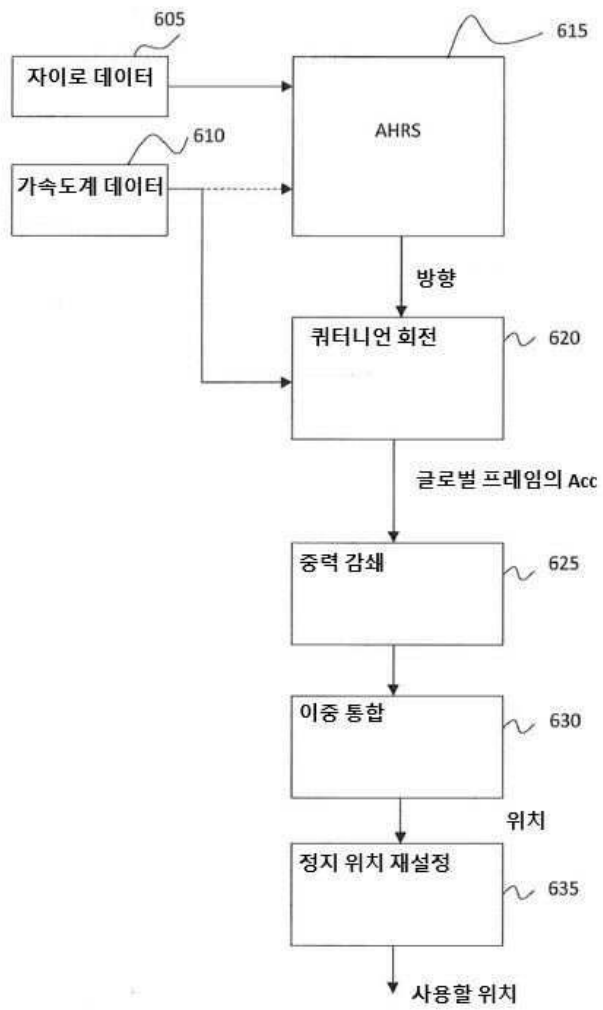 605
자이로 데이터
615
AHRS
610
가속도계 데이터
방향
쿼터니언 회전
620
글로벌 프레임의 Acc
중력 감쇄
625
이중 통합
630
위치
정지 위치 재설정
635
사용할 위치